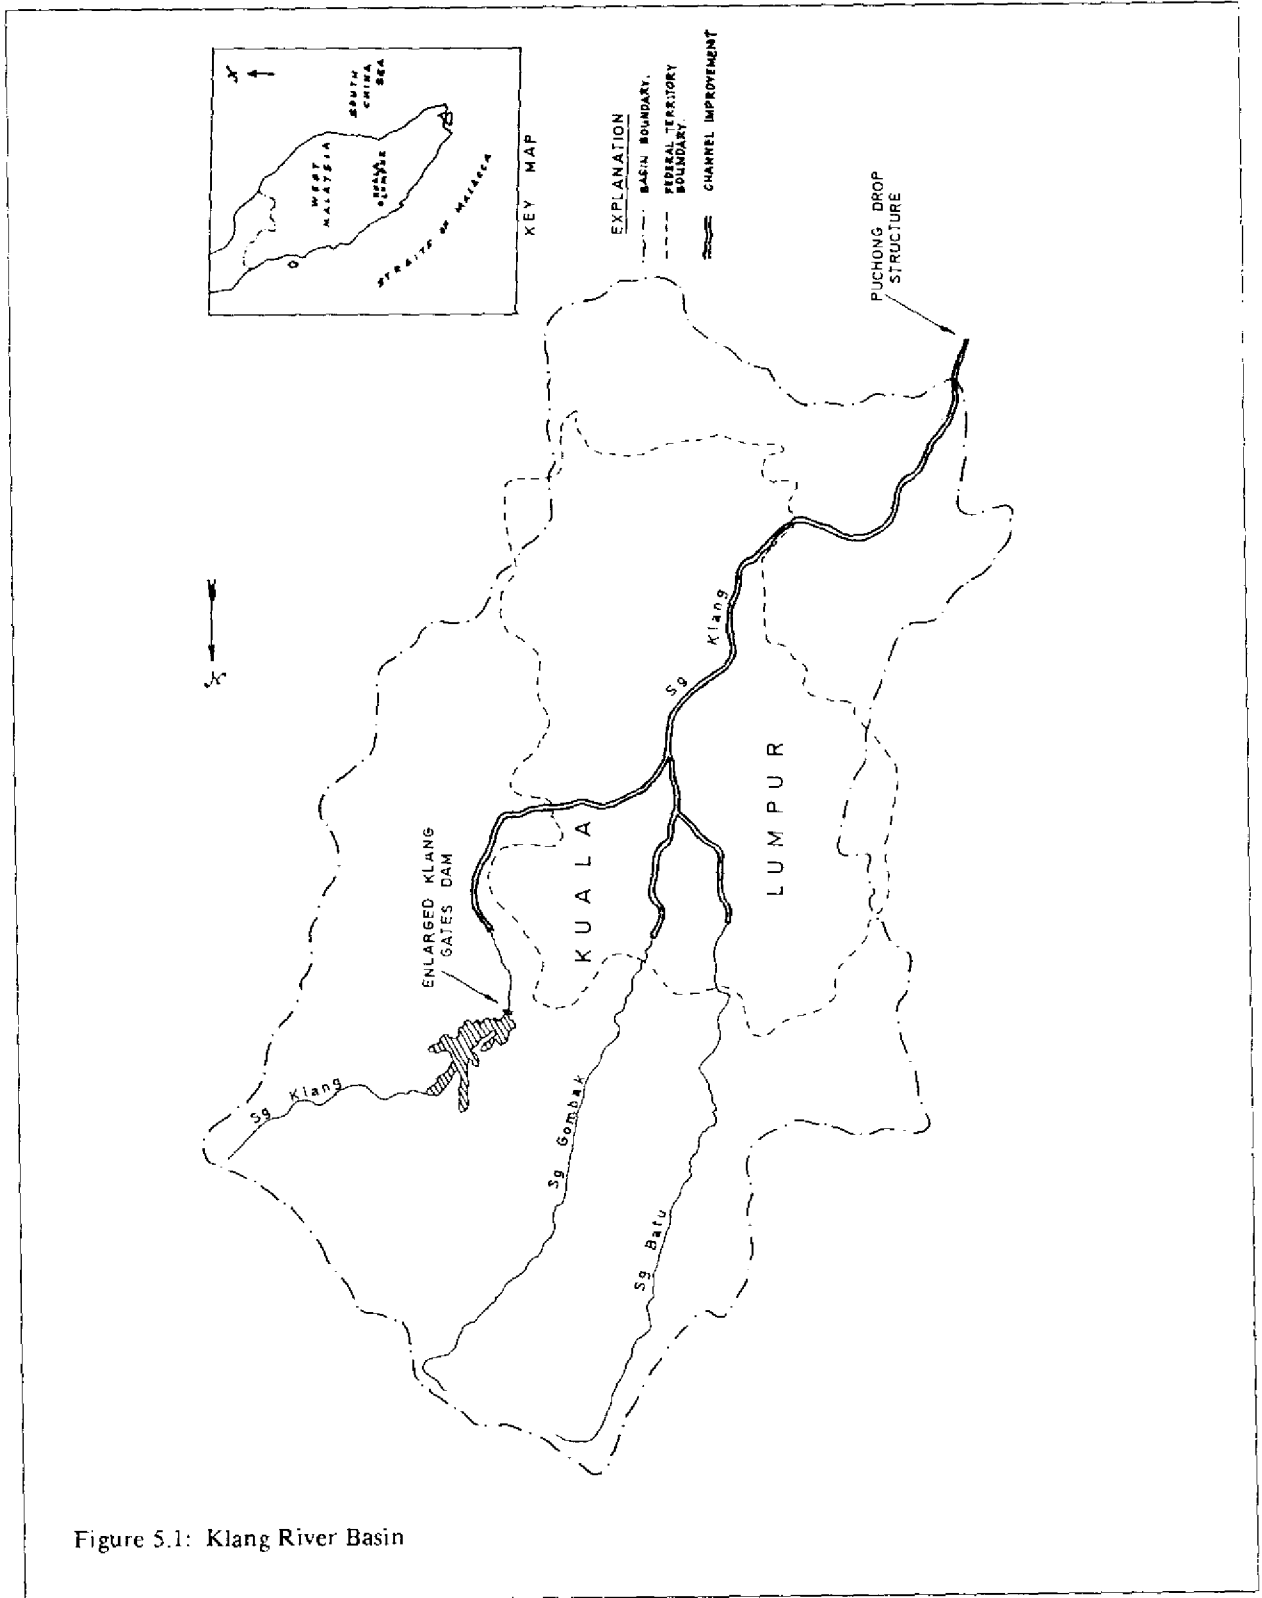 N
SOUTH
CHINA
SEA
WEST
MALAYSIA
KUALA
LUMPUR
STRAITS OF MALACCA
KEY MAP
EXPLANATION
BASIN BOUNDARY.
FEDERAL TERRITORY
BOUNDARY.
CHANNEL IMPROVEMENT
PUCHONG DROP
STRUCTURE
N
Sg Klang
ENLARGED KLANG
GATES DAM
KUALA
LUMPUR
Sg Klang
Sg Gombak
Sg Batu
Figure 5.1: Klang River Basin